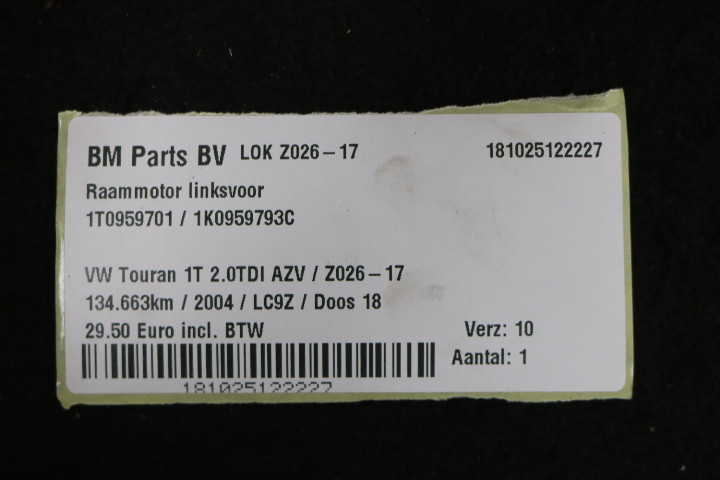 BM Parts BV LOK Z026-17 181025122227
Raammotor linksvoor
1T0959701 / 1K0959793C
VW Touran 1T 2.0TDI AZV / Z026-17
134.663km / 2004 / LC9Z / Doos 18
29.50 Euro incl. BTW Verz: 10
Aantal: 1
181025122227